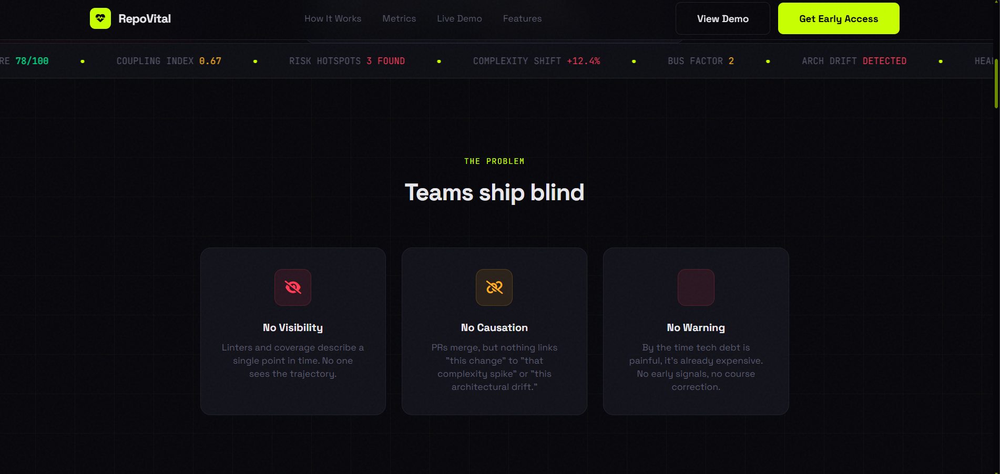 RepoVital
How It Works
Metrics
Live Demo
Features
View Demo
Get Early Access
RE 78/100 • COUPLING INDEX 0.67 • RISK HOTSPOTS 3 FOUND • COMPLEXITY SHIFT +12.4% • BUS FACTOR 2 • ARCH DRIFT DETECTED • HEAL
THE PROBLEM
Teams ship blind
No Visibility
Linters and coverage describe a
single point in time. No one
sees the trajectory.
No Causation
PRs merge, but nothing links
"this change" to "that
complexity spike" or "this
architectural drift."
No Warning
By the time tech debt is
painful, it's already expensive.
No early signals, no course
correction.